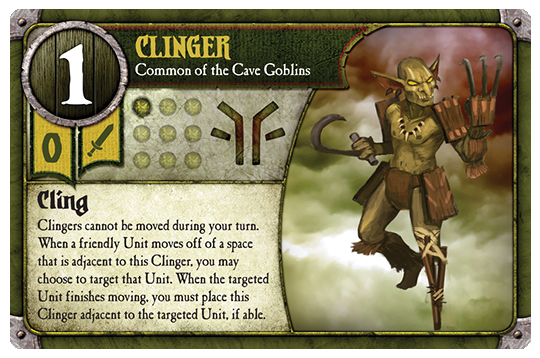 1
CLINGER
Common of the Cave Goblins
0
Cling
Clingers cannot be moved during your turn.
When a friendly Unit moves off of a space
that is adjacent to this Clinger, you may
choose to target that Unit. When the targeted
Unit finishes moving, you must place this
Clinger adjacent to the targeted Unit, if able.